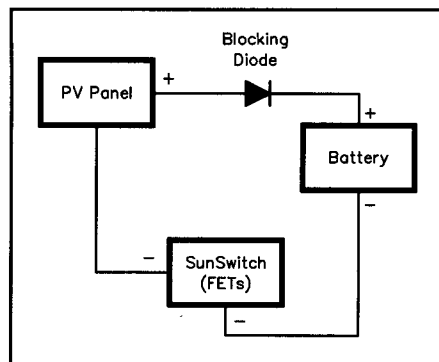 Blocking
Diode
PV Panel
+
+
Battery
−
−
SunSwitch
(FETs)
−